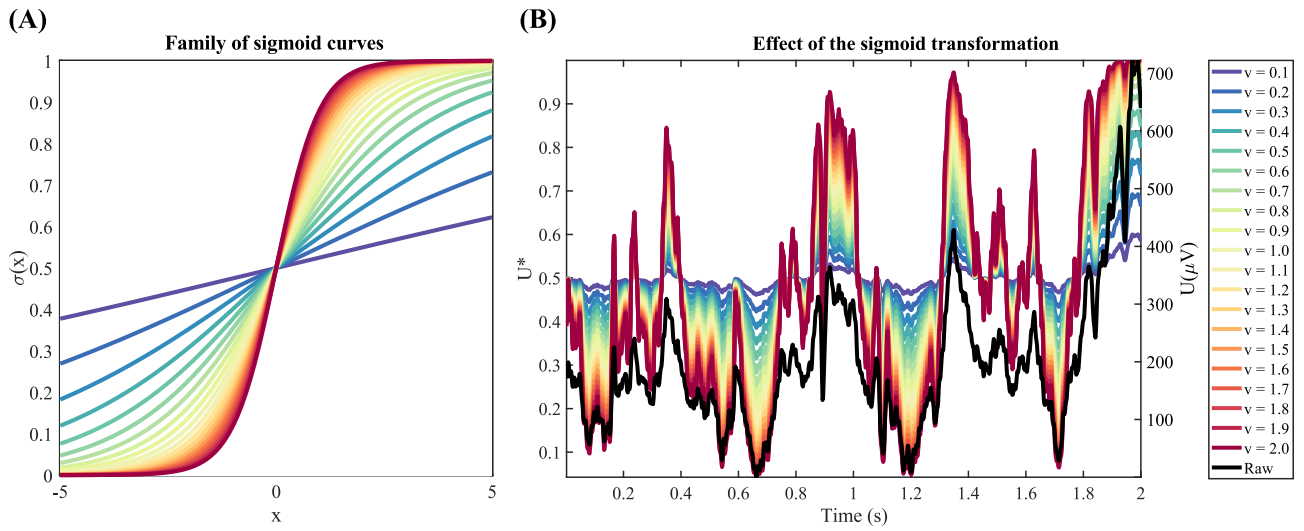 (A)
Family of sigmoid curves
1
0.9
0.8
0.7
0.6
0.5
0.4
0.3
0.2
0.1
0
σ(x)
-5
0
5
x
(B)
Effect of the sigmoid transformation
0.9
0.8
0.7
0.6
0.5
0.4
0.3
0.2
0.1
U*
700
600
500
400
300
200
100
U(μV)
0.2
0.4
0.6
0.8
1
1.2
1.4
1.6
1.8
2
Time (s)
v = 0.1
v = 0.2
v = 0.3
v = 0.4
v = 0.5
v = 0.6
v = 0.7
v = 0.8
v = 0.9
v = 1.0
v = 1.1
v = 1.2
v = 1.3
v = 1.4
v = 1.5
v = 1.6
v = 1.7
v = 1.8
v = 1.9
v = 2.0
Raw